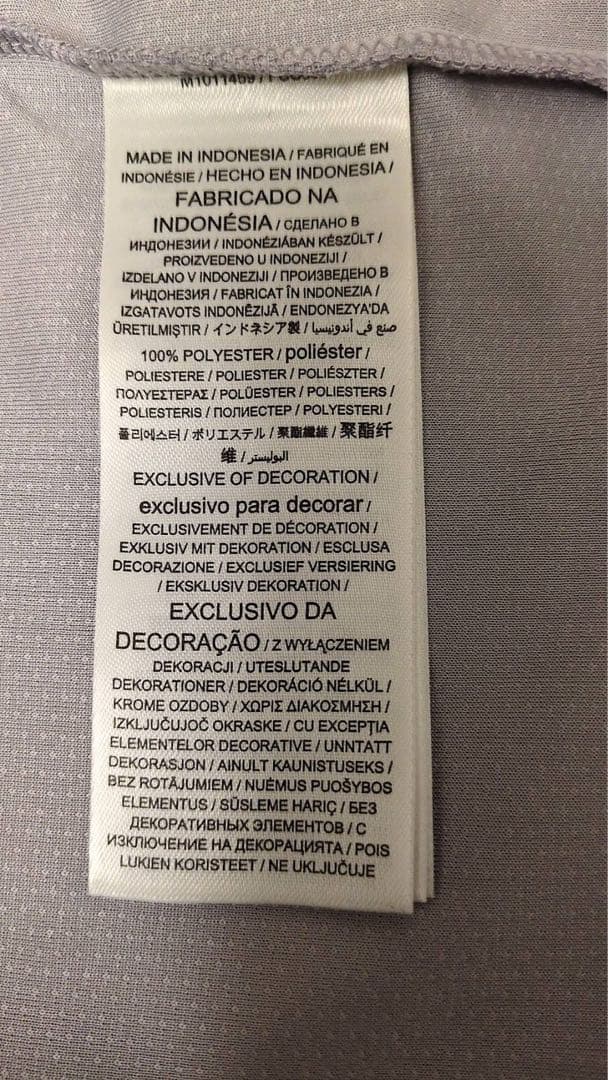 MADE IN INDONESIA / FABRIQUÉ EN
INDONÉSIE / HECHO EN INDONESIA /
FABRICADO NA
INDONÉSIA / СДЕЛАНО В
ИНДОНЕЗИИ / INDONÉZIÁBAN KÉSZÜLT /
PROIZVEDENO U INDONEZIJI /
IZDELANO V INDONEZIJI / ПРОИЗВЕДЕНО В
ИНДОНЕЗИЯ / FABRICAT ÎN INDONEZIA /
IZGATAVOTS INDONĒZIJĀ / ENDONEZYA'DA
ÜRETILMIŞTIR / インドネシア製 / صنع في أندونيسيا
100% POLYESTER / poliéster /
POLIESTERE / POLIESTER / POLIÉSZTER /
ΠΟΛΥΕΣΤΕΡΑΣ / POLÜESTER / POLIESTERS /
POLIESTERIS / ПОЛИЕСТЕР / POLYESTERI /
폴리에스터 / ポリエステル / 聚酯纖維 / 聚酯纤
维 / البوليستر
EXCLUSIVE OF DECORATION /
exclusivo para decorar /
EXCLUSIVEMENT DE DÉCORATION /
EXKLUSIV MIT DEKORATION / ESCLUSA
DECORAZIONE / EXCLUSIEF VERSIERING
/ EKSKLUSIV DEKORATION /
EXCLUSIVO DA
DECORAÇÃO / Z WYŁĄCZENIEM
DEKORACJI / UTESLUTANDE
DEKORATIONER / DEKORÁCIÓ NÉLKÜL /
KROME OZDOBY / ΧΩΡΙΣ ΔΙΑΚΟΣΜΗΣΗ /
IZKLJUČUJOČ OKRASKE / CU EXCEPȚIA
ELEMENTELOR DECORATIVE / UNNTATT
DEKORASJON / AINULT KAUNISTUSEKS /
BEZ ROTĀJUMIEM / NUĖMUS PUOŠYBOS
ELEMENTUS / SÜSLEME HARIÇ / БЕЗ
ДЕКОРАТИВНЫХ ЭЛЕМЕНТОВ / С
ИЗКЛЮЧЕНИЕ НА ДЕКОРАЦИЯТА / POIS
LUKIEN KORISTEET / NE UKLJUČUJE